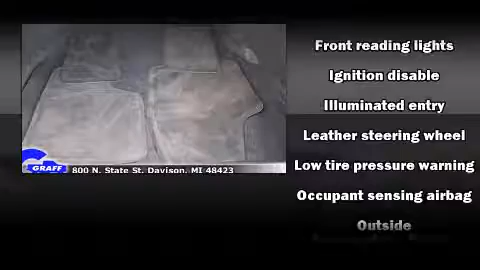 Front reading lights
Ignition disable
Illuminated entry
Leather steering wheel
Low tire pressure warning
Occupant sensing airbag
Outside
GRAFF
800 N. State St. Davison, MI 48423